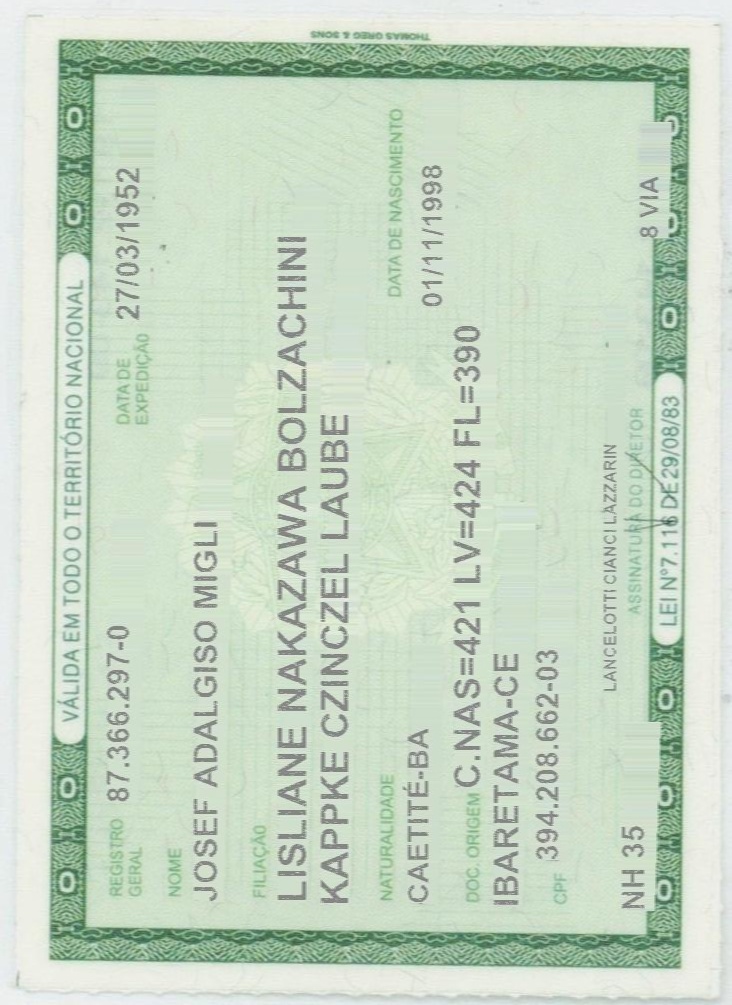 THOMAS GREG & SONS
VÁLIDA EM TODO O TERRITÓRIO NACIONAL
REGISTRO GERAL 87.366.297-0 DATA DE EXPEDIÇÃO 27/03/1952
NOME
JOSEF ADALGISO MIGLI
FILIAÇÃO
LISLIANE NAKAZAWA BOLZACHINI
KAPPKE CZINCZEL LAUBE
NATURALIDADE DATA DE NASCIMENTO
CAETITÉ-BA 01/11/1998
DOC. ORIGEM C.NAS=421 LV=424 FL=390
IBARETAMA-CE
CPF 394.208.662-03
LANCELOTTI CIANCI LAZZARIN
NH 35 ASSINATURA DO DIRETOR 8 VIA
LEI Nº 7.116 DE 29/08/83